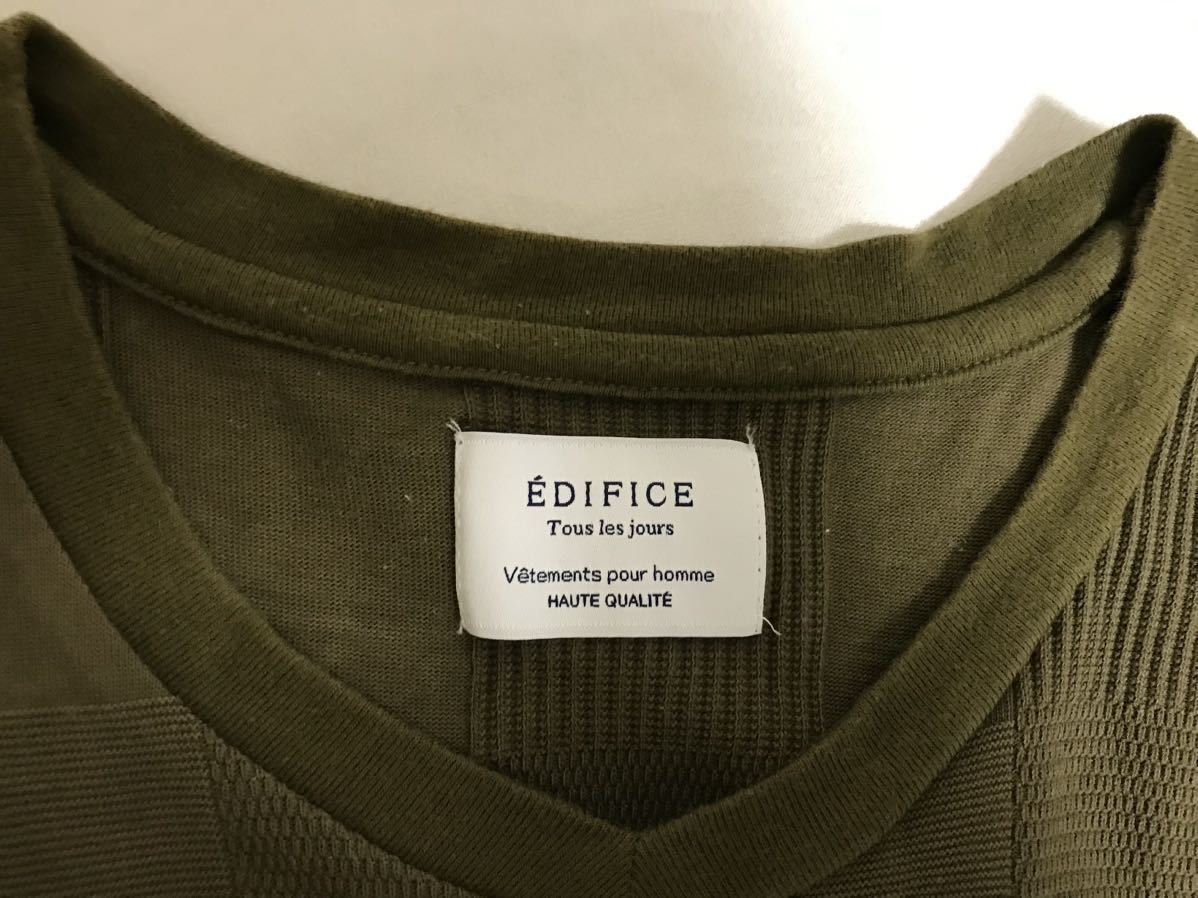 ÉDIFICE
Tous les jours
Vêtements pour homme
HAUTE QUALITÉ